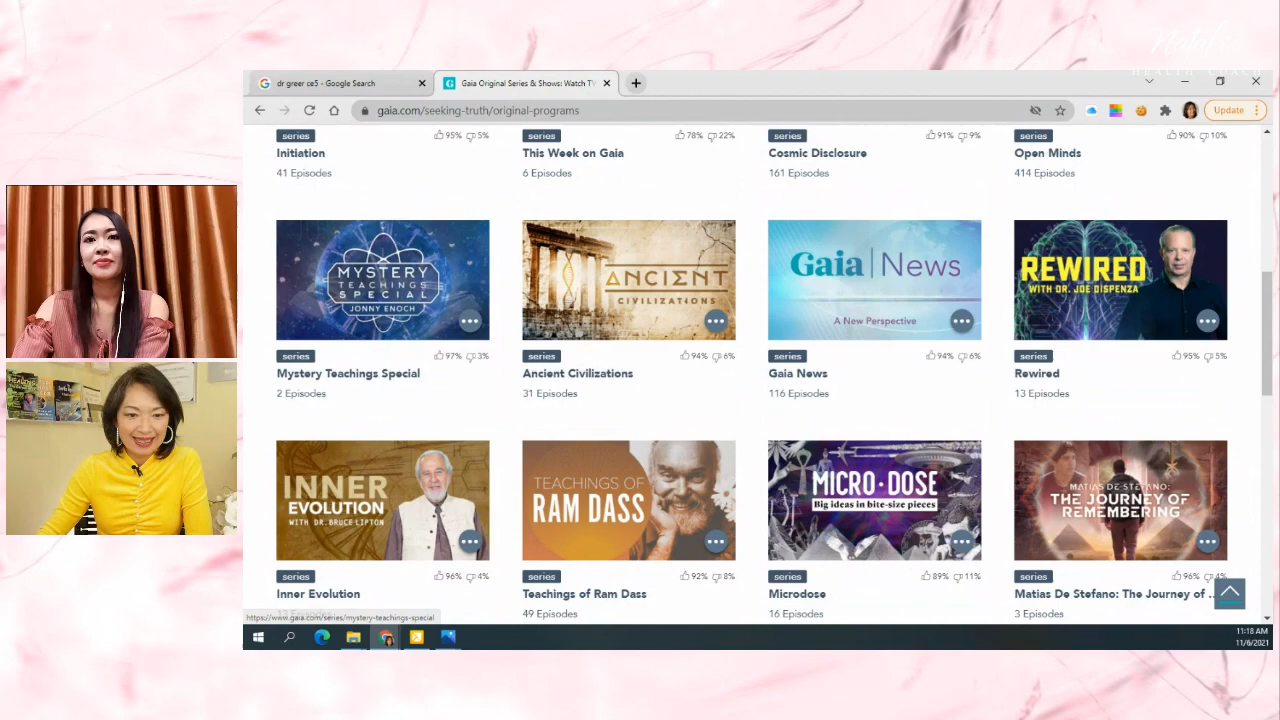 HEALTH COACH
dr greer ce5 - Google Search
Gaia Original Series & Shows: Watch TV
gaia.com/seeking-truth/original-programs
Update
series 95% 5%
Initiation
41 Episodes
series 78% 22%
This Week on Gaia
6 Episodes
series 91% 9%
Cosmic Disclosure
161 Episodes
series 90% 10%
Open Minds
414 Episodes
MYSTERY
TEACHINGS
SPECIAL
JONNY ENOCH
series 97% 3%
Mystery Teachings Special
2 Episodes
ANCIENT
CIVILIZATIONS
series 94% 6%
Ancient Civilizations
31 Episodes
Gaia News
A New Perspective
series 94% 6%
Gaia News
116 Episodes
REWIRED
WITH DR. JOE DISPENZA
series 95% 5%
Rewired
13 Episodes
INNER
EVOLUTION
WITH DR. BRUCE LIPTON
series 96% 4%
Inner Evolution
13 Episodes
TEACHINGS OF
RAM DASS
series 92% 8%
Teachings of Ram Dass
49 Episodes
MICRO·DOSE
Big ideas in bite-size pieces
series 89% 11%
Microdose
16 Episodes
MATIAS DE STEFANO:
THE JOURNEY OF
REMEMBERING
series 96% 4%
Matias De Stefano: The Journey of ...
3 Episodes
https://www.gaia.com/series/mystery-teachings-special
11:18 AM
11/6/2021